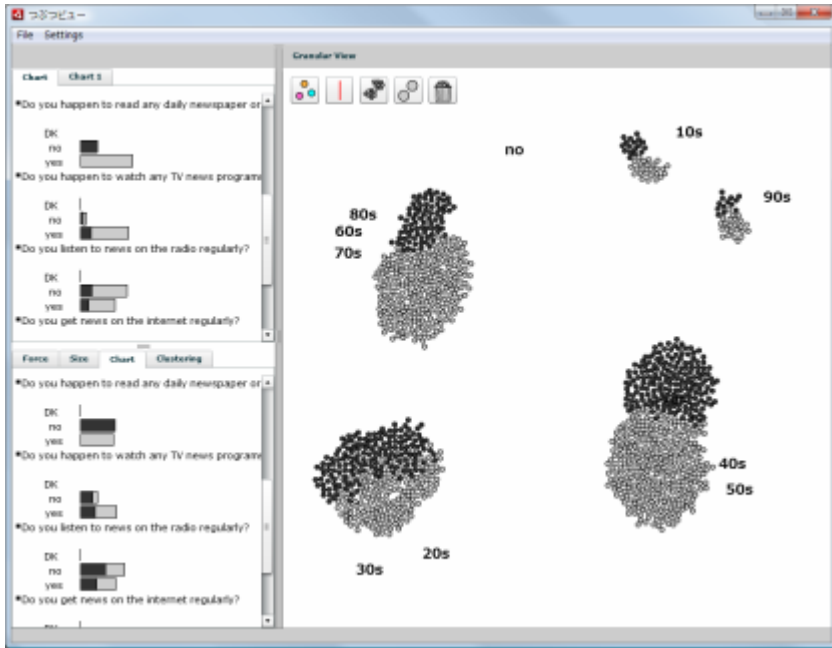 つぶつビュー
File Settings
Granular View
Chart Chart 1
*Do you happen to read any daily newspaper or
DK
no
yes
*Do you happen to watch any TV news programs
DK
no
yes
*Do you listen to news on the radio regularly?
DK
no
yes
*Do you get news on the internet regularly?
Force Size Chart Clustering
*Do you happen to read any daily newspaper or
DK
no
yes
*Do you happen to watch any TV news programs
DK
no
yes
*Do you listen to news on the radio regularly?
DK
no
yes
*Do you get news on the internet regularly?
no
10s
90s
80s
60s
70s
40s
50s
20s
30s